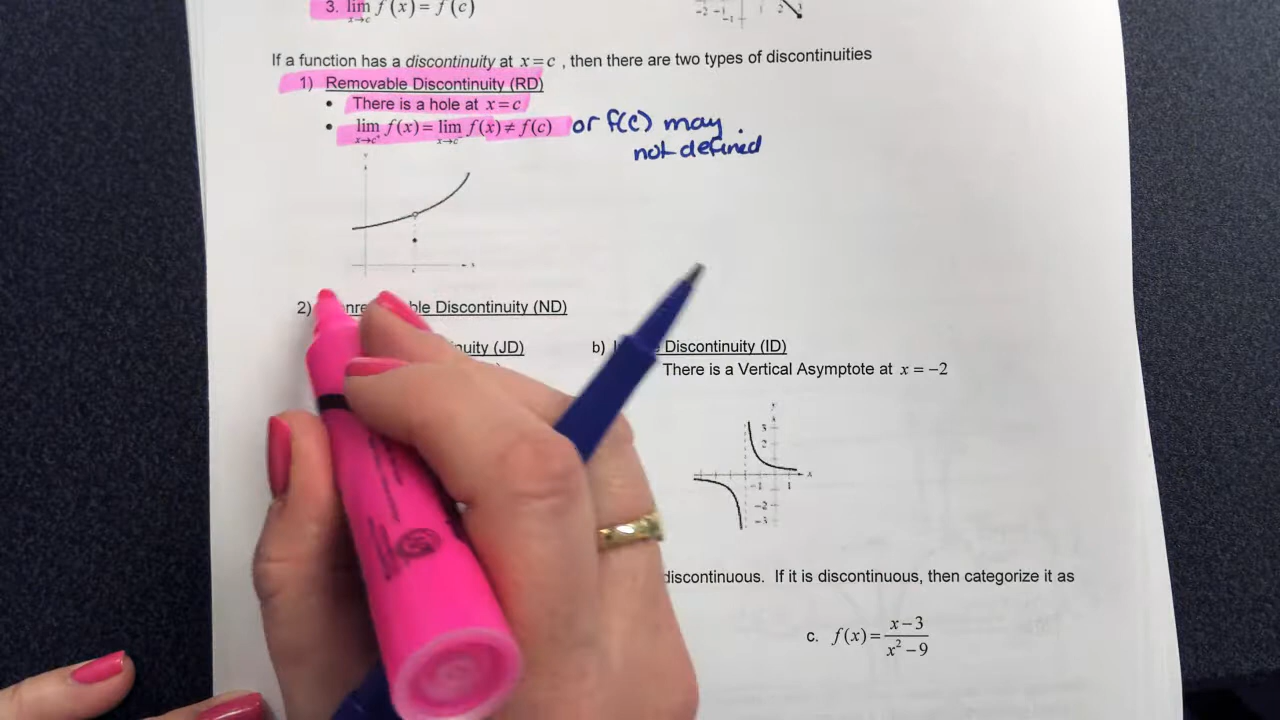 3. lim f(x) = f(c)
x→c
If a function has a discontinuity at x = c , then there are two types of discontinuities
1) Removable Discontinuity (RD)
• There is a hole at x = c
• lim f(x) = lim f(x) ≠ f(c) or f(c) may
x→c⁺ x→c⁻
not defined
2) Discontinuity (ND)
(JD) b) Discontinuity (ID)
There is a Vertical Asymptote at x = −2
discontinuous. If it is discontinuous, then categorize it as
c. f(x) = (x − 3)/(x² − 9)